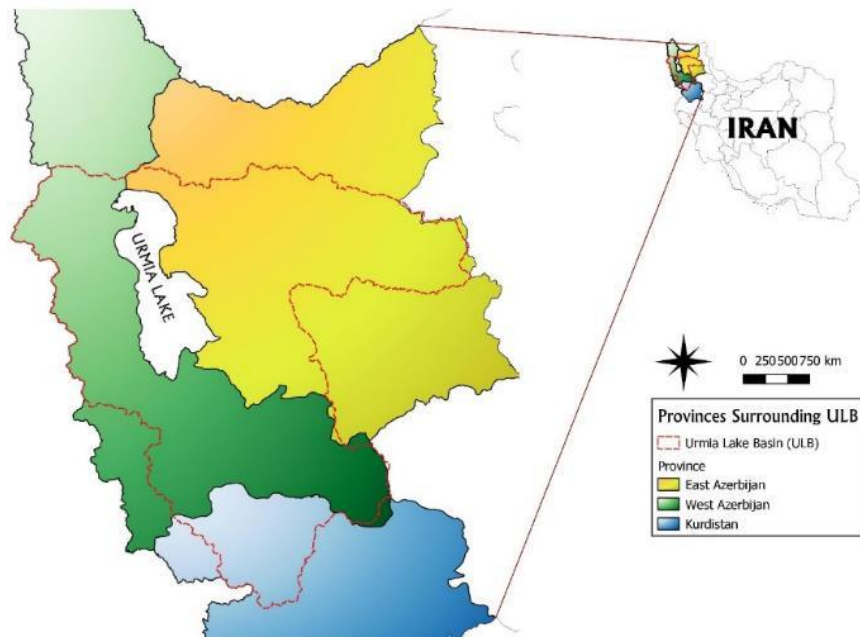 URMIA LAKE
IRAN
0 250500750 km
Provinces Surrounding ULB
Urmia Lake Basin (ULB)
Province
East Azerbijan
West Azerbijan
Kurdistan